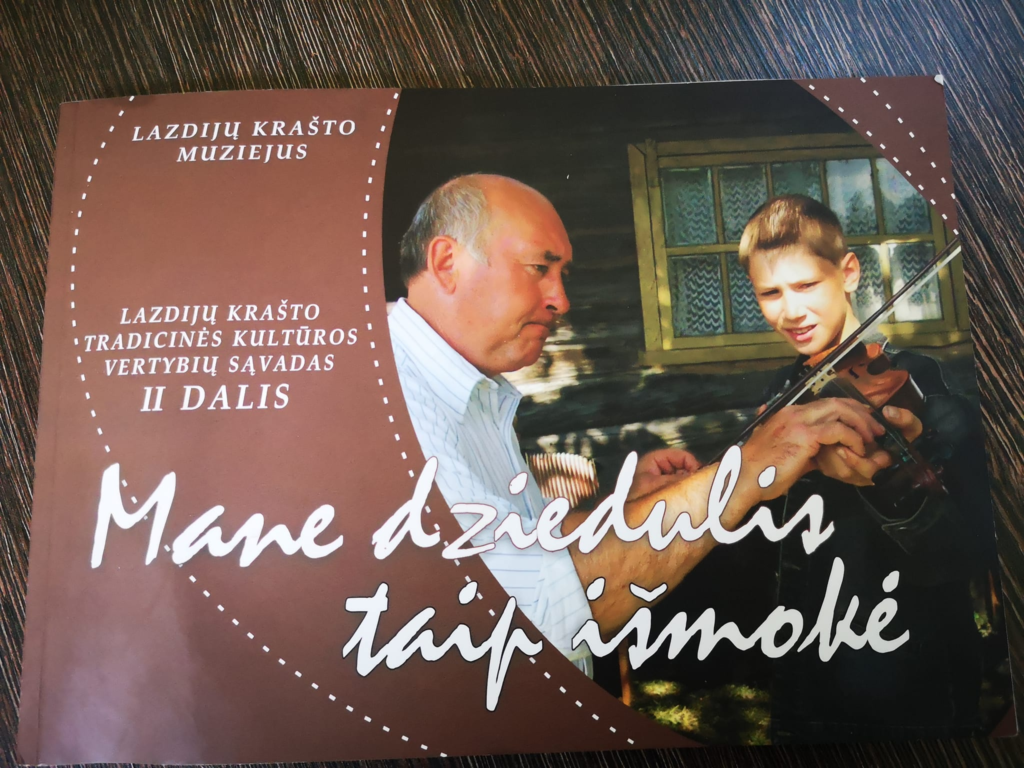 LAZDIJŲ KRAŠTO
MUZIEJUS
LAZDIJŲ KRAŠTO
TRADICINĖS KULTŪROS
VERTYBIŲ SĄVADAS
II DALIS
Mane dziedulis
taip išmokė